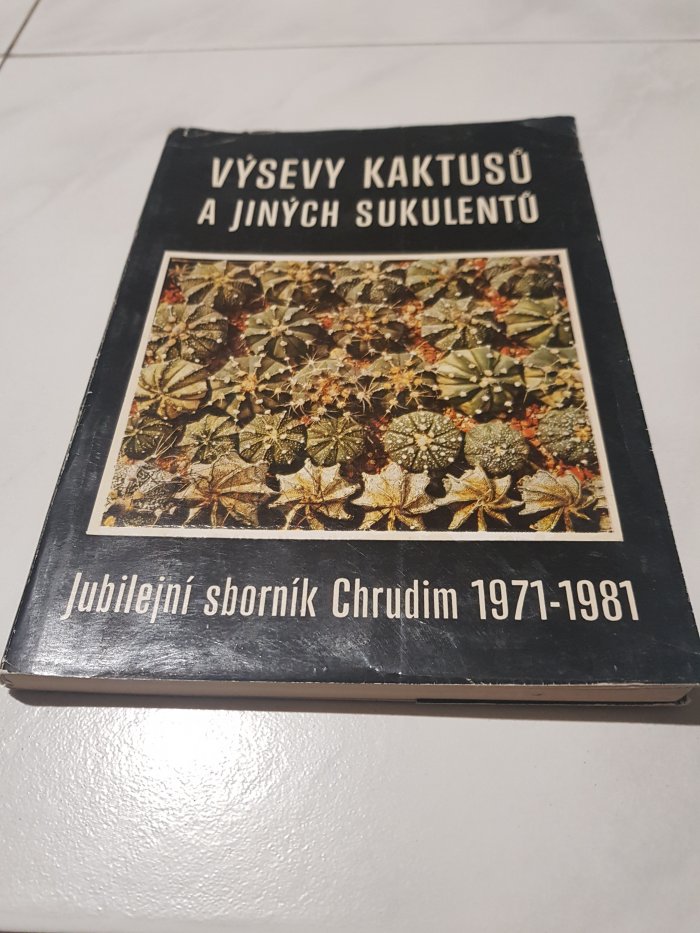 VÝSEVY KAKTUSŮ
A JINÝCH SUKULENTŮ
Jubilejní sborník Chrudim 1971-1981